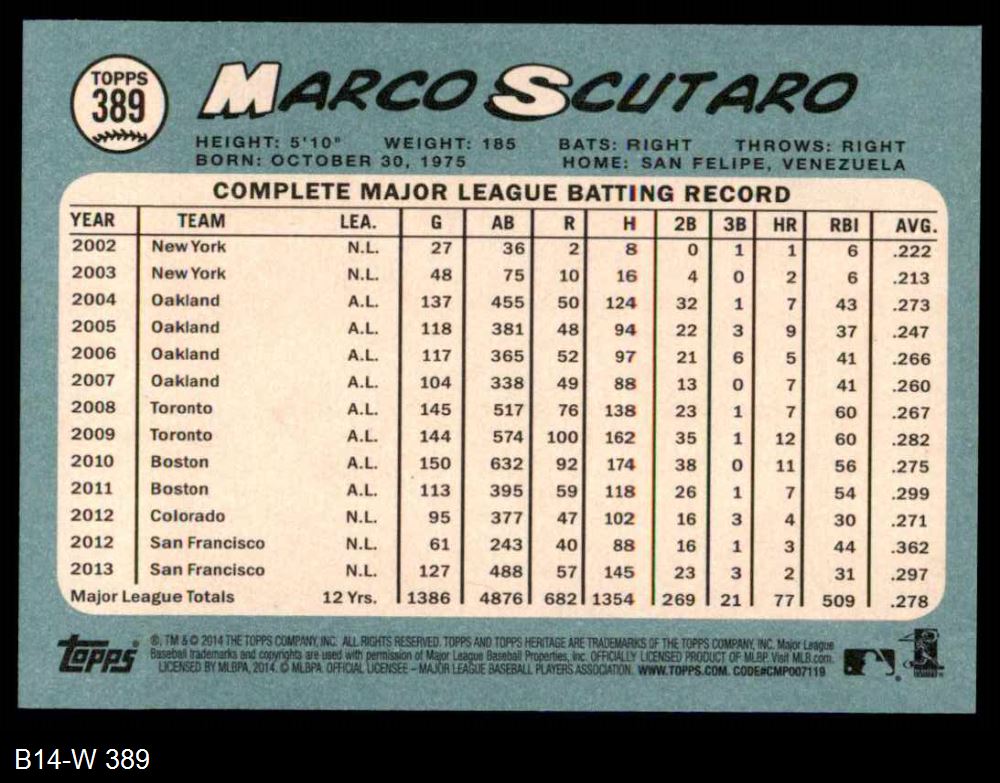 TOPPS
389
MARCO SCUTARO
HEIGHT: 5'10" WEIGHT: 185 BATS: RIGHT THROWS: RIGHT
BORN: OCTOBER 30, 1975 HOME: SAN FELIPE, VENEZUELA
COMPLETE MAJOR LEAGUE BATTING RECORD
YEAR TEAM LEA. G AB R H 2B 3B HR RBI AVG.
2002 New York N.L. 27 36 2 8 0 1 1 6 .222
2003 New York N.L. 48 75 10 16 4 0 2 6 .213
2004 Oakland A.L. 137 455 50 124 32 1 7 43 .273
2005 Oakland A.L. 118 381 48 94 22 3 9 37 .247
2006 Oakland A.L. 117 365 52 97 21 6 5 41 .266
2007 Oakland A.L. 104 338 49 88 13 0 7 41 .260
2008 Toronto A.L. 145 517 76 138 23 1 7 60 .267
2009 Toronto A.L. 144 574 100 162 35 1 12 60 .282
2010 Boston A.L. 150 632 92 174 38 0 11 56 .275
2011 Boston A.L. 113 395 59 118 26 1 7 54 .299
2012 Colorado N.L. 95 377 47 102 16 3 4 30 .271
2012 San Francisco N.L. 61 243 40 88 16 1 3 44 .362
2013 San Francisco N.L. 127 488 57 145 23 3 2 31 .297
Major League Totals 12 Yrs. 1386 4876 682 1354 269 21 77 509 .278
Topps
®, TM & © 2014 THE TOPPS COMPANY, INC. ALL RIGHTS RESERVED. TOPPS AND TOPPS HERITAGE ARE TRADEMARKS OF THE TOPPS COMPANY, INC. Major League
Baseball trademarks and copyrights are used with permission of Major League Baseball Properties, Inc. OFFICIALLY LICENSED PRODUCT OF MLBP. Visit MLB.com.
LICENSED BY MLBPA, 2014. © MLBPA. OFFICIAL LICENSEE – MAJOR LEAGUE BASEBALL PLAYERS ASSOCIATION. WWW.TOPPS.COM. CODE#CMP007119
B14-W 389